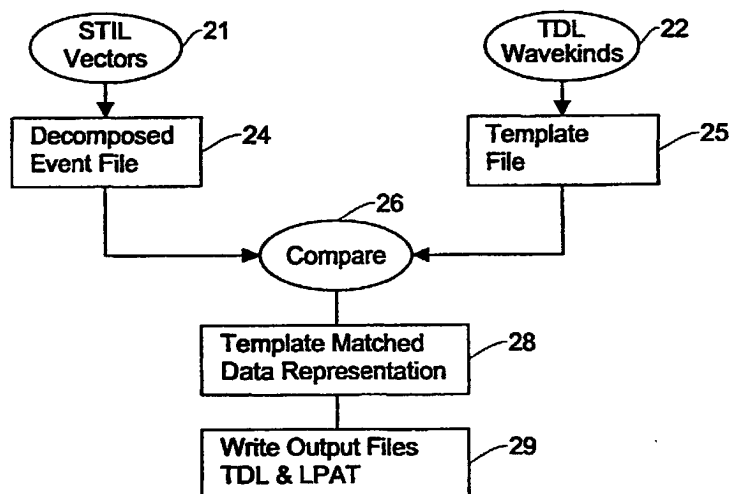 STIL
Vectors
21
TDL
Wavekinds
22
Decomposed
Event File
24
Template
File
25
26
Compare
Template Matched
Data Representation
28
Write Output Files
TDL & LPAT
29